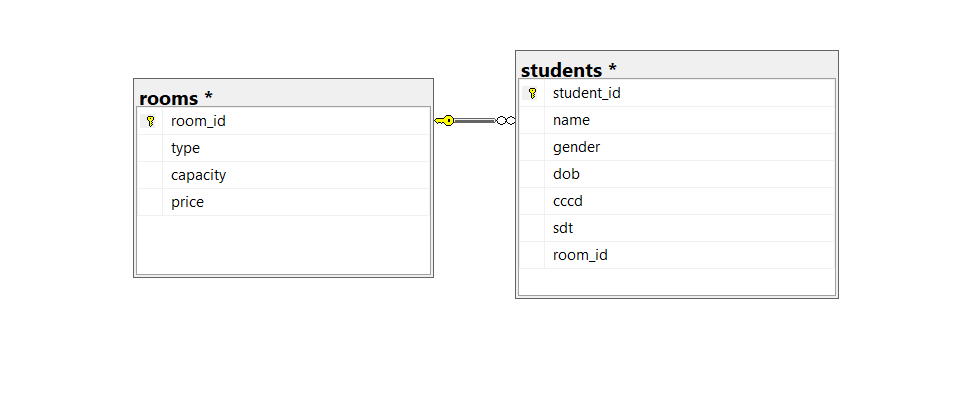 rooms *
room_id
type
capacity
price
students *
student_id
name
gender
dob
cccd
sdt
room_id